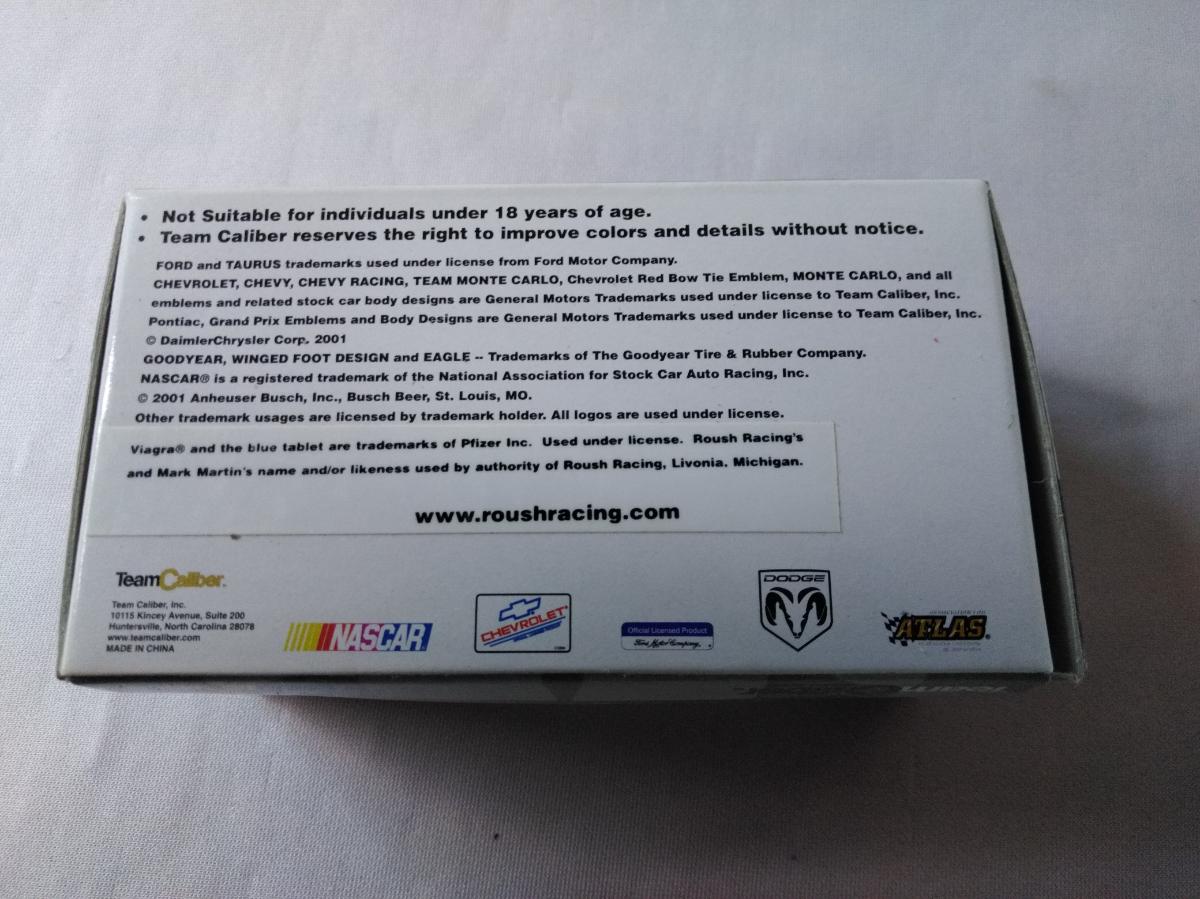 • Not Suitable for individuals under 18 years of age.
• Team Caliber reserves the right to improve colors and details without notice.
FORD and TAURUS trademarks used under license from Ford Motor Company.
CHEVROLET, CHEVY, CHEVY RACING, TEAM MONTE CARLO, Chevrolet Red Bow Tie Emblem, MONTE CARLO, and all
emblems and related stock car body designs are General Motors Trademarks used under license to Team Caliber, Inc.
Pontiac, Grand Prix Emblems and Body Designs are General Motors Trademarks used under license to Team Caliber, Inc.
© DaimlerChrysler Corp. 2001
GOODYEAR, WINGED FOOT DESIGN and EAGLE -- Trademarks of The Goodyear Tire & Rubber Company.
NASCAR® is a registered trademark of the National Association for Stock Car Auto Racing, Inc.
© 2001 Anheuser Busch, Inc., Busch Beer, St. Louis, MO.
Other trademark usages are licensed by trademark holder. All logos are used under license.
Viagra® and the blue tablet are trademarks of Pfizer Inc. Used under license. Roush Racing's
and Mark Martin's name and/or likeness used by authority of Roush Racing, Livonia. Michigan.
www.roushracing.com
TeamCaliber.
Team Caliber, Inc.
10115 Kincey Avenue, Suite 200
Huntersville, North Carolina 28078
www.teamcaliber.com
MADE IN CHINA
NASCAR
CHEVROLET
Official Licensed Product
Ford Motor Company
DODGE
ATLAS
Team